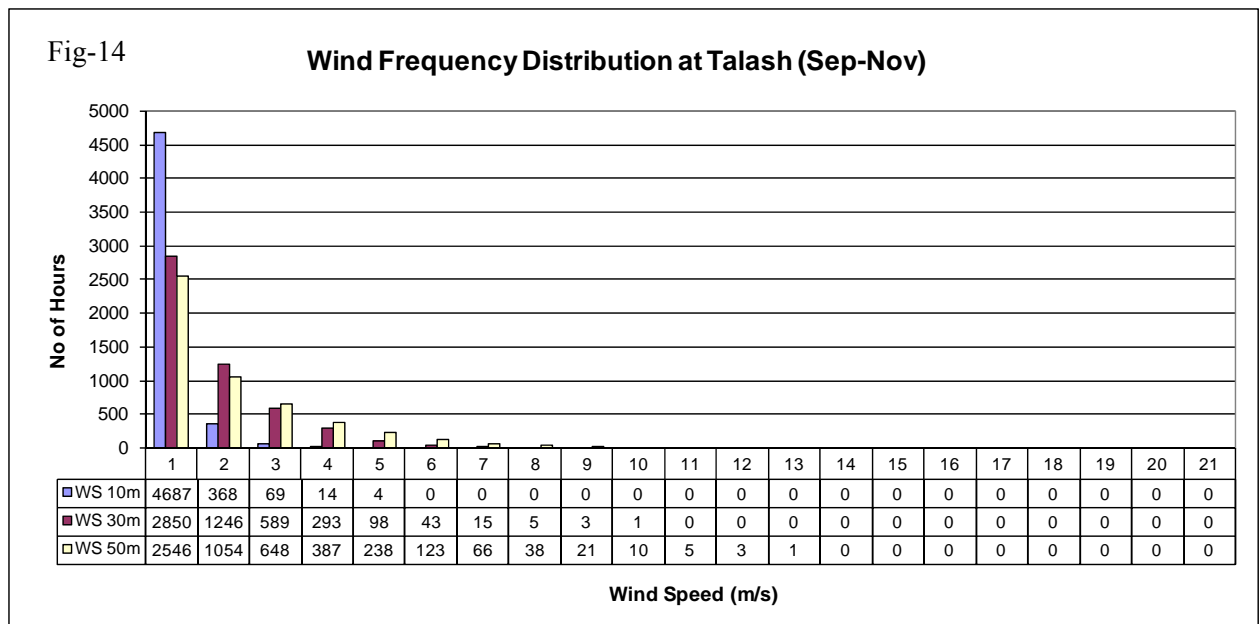 Fig-14
Wind Frequency Distribution at Talash (Sep-Nov)
5000
4500
4000
3500
3000
2500
2000
1500
1000
500
0
No of Hours
1 2 3 4 5 6 7 8 9 10 11 12 13 14 15 16 17 18 19 20 21
WS 10m 4687 368 69 14 4 0 0 0 0 0 0 0 0 0 0 0 0 0 0 0 0
WS 30m 2850 1246 589 293 98 43 15 5 3 1 0 0 0 0 0 0 0 0 0 0 0
WS 50m 2546 1054 648 387 238 123 66 38 21 10 5 3 1 0 0 0 0 0 0 0 0
Wind Speed (m/s)